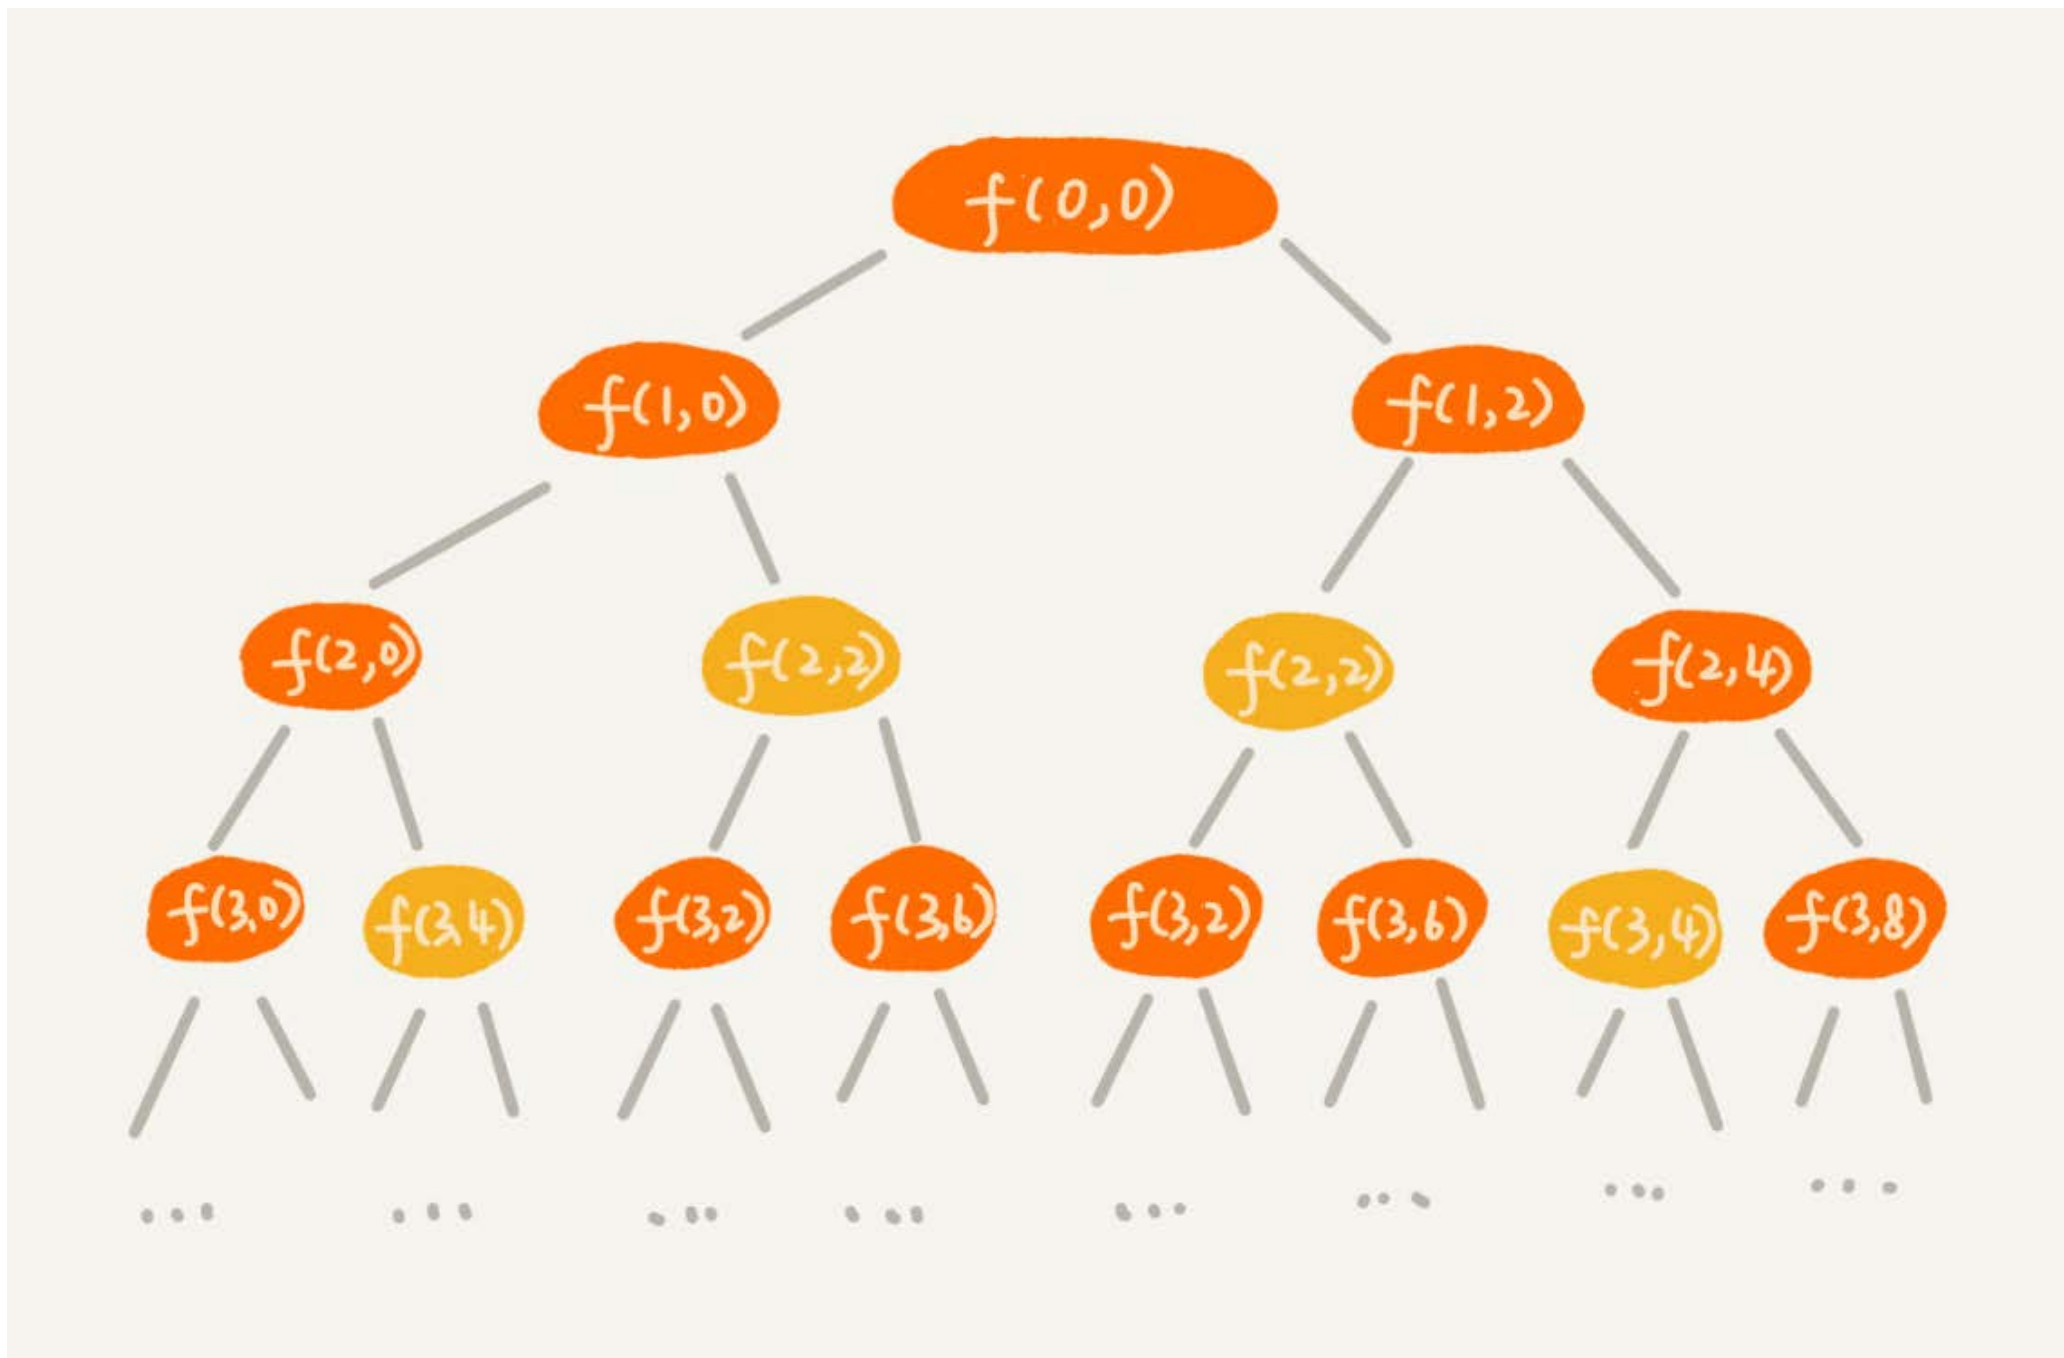 f(0,0)
f(1,0) f(1,2)
f(2,0) f(2,2) f(2,2) f(2,4)
f(3,0) f(3,4) f(3,2) f(3,6) f(3,2) f(3,6) f(3,4) f(3,8)
... ... ... ... ... ... ... ...